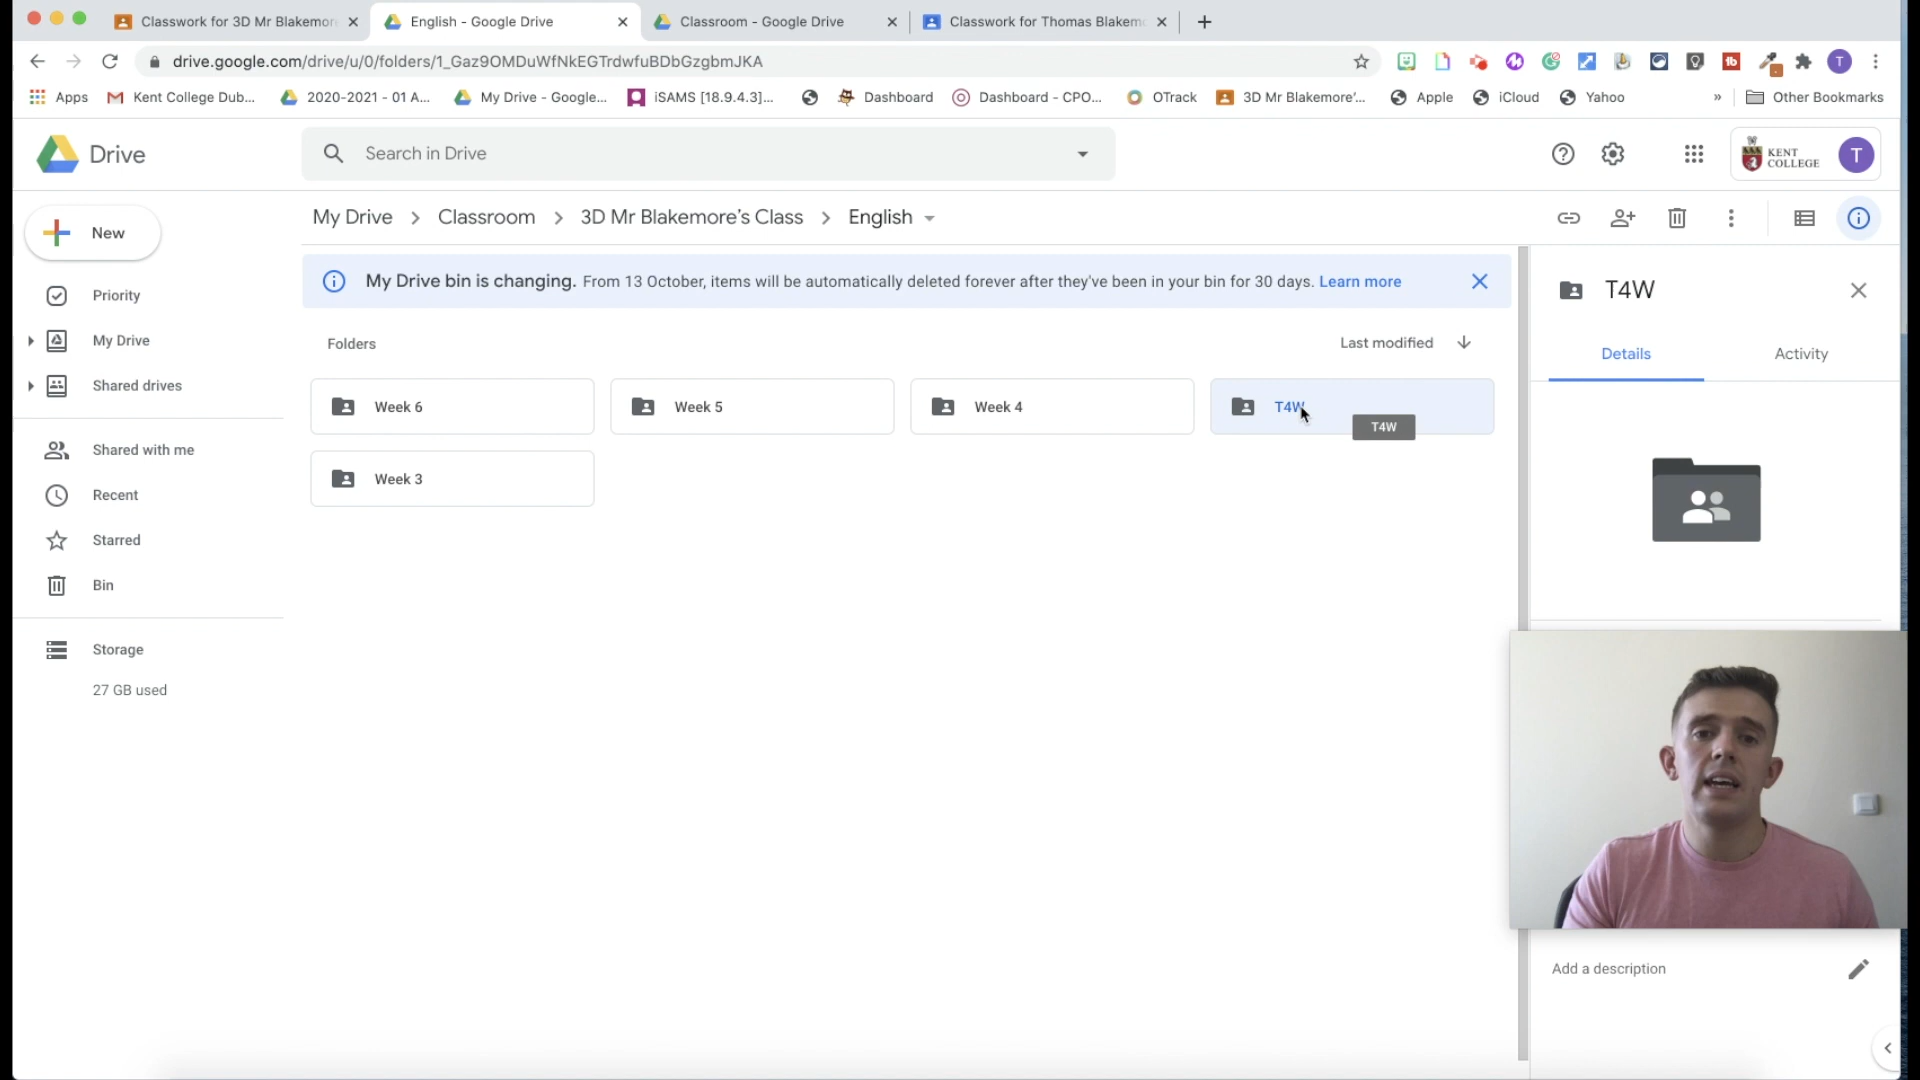 Classwork for 3D Mr Blakemor
English - Google Drive
Classroom - Google Drive
Classwork for Thomas Blakem
drive.google.com/drive/u/0/folders/1_Gaz9OMDuWfNkEGTrdwfuBDbGzgbmJKA
T
Apps
Kent College Dub...
2020-2021 - 01 A...
My Drive - Google...
iSAMS [18.9.4.3]...
Dashboard
Dashboard - CPO...
OTrack
3D Mr Blakemore'...
Apple
iCloud
Yahoo
»
Other Bookmarks
Drive
Search in Drive
KENT
COLLEGE
T
New
My Drive > Classroom > 3D Mr Blakemore's Class > English
Priority
My Drive
Shared drives
Shared with me
Recent
Starred
Bin
Storage
27 GB used
My Drive bin is changing. From 13 October, items will be automatically deleted forever after they've been in your bin for 30 days. Learn more
Folders
Last modified
Week 6
Week 5
Week 4
T4W
T4W
Week 3
T4W
Details
Activity
Add a description